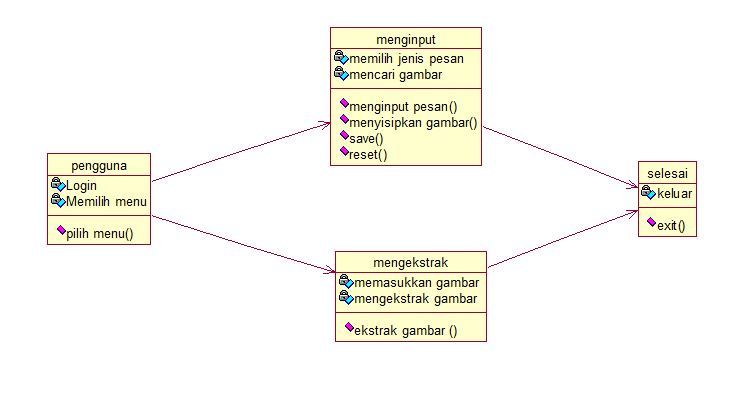 menginput
memilih jenis pesan
mencari gambar
menginput pesan()
menyisipkan gambar()
save()
reset()
pengguna
Login
Memilih menu
pilih menu()
selesai
keluar
exit()
mengekstrak
memasukkan gambar
mengekstrak gambar
ekstrak gambar ()